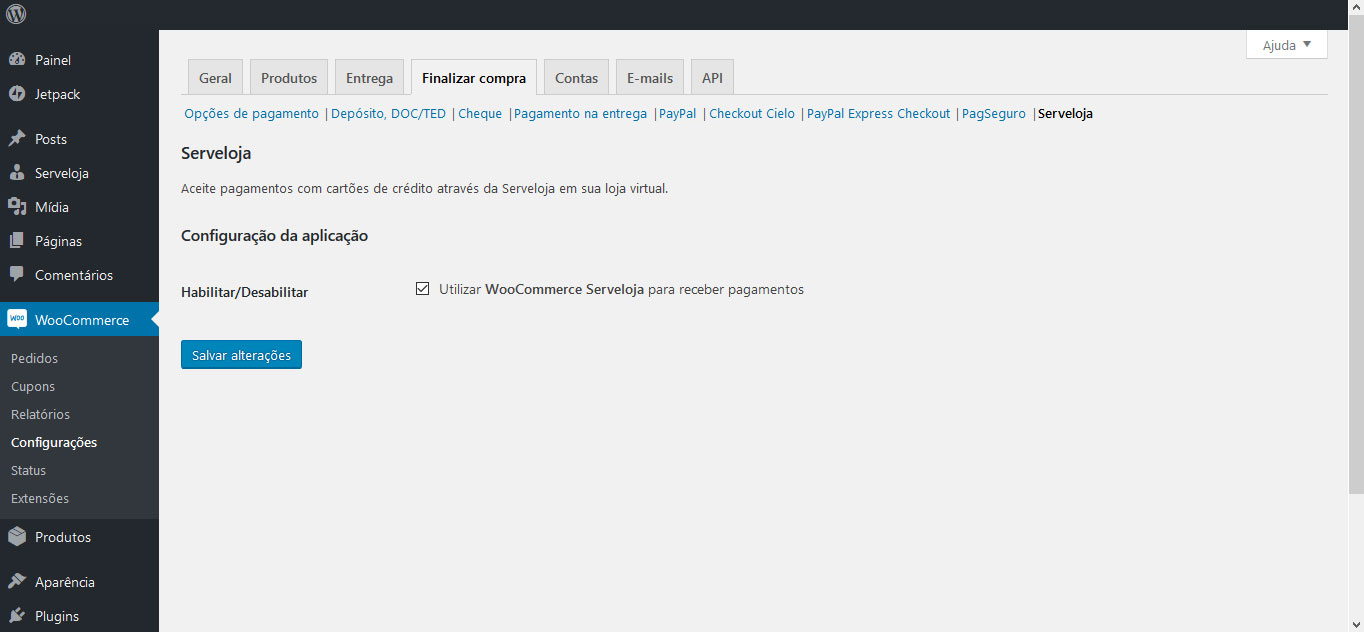 Ajuda
Painel
Jetpack
Posts
Serveloja
Mídia
Páginas
Comentários
WOO WooCommerce
Pedidos
Cupons
Relatórios
Configurações
Status
Extensões
Produtos
Aparência
Plugins
Geral Produtos Entrega Finalizar compra Contas E-mails API
Opções de pagamento | Depósito, DOC/TED | Cheque | Pagamento na entrega | PayPal | Checkout Cielo | PayPal Express Checkout | PagSeguro | Serveloja
Serveloja
Aceite pagamentos com cartões de crédito através da Serveloja em sua loja virtual.
Configuração da aplicação
Habilitar/Desabilitar Utilizar WooCommerce Serveloja para receber pagamentos
Salvar alterações